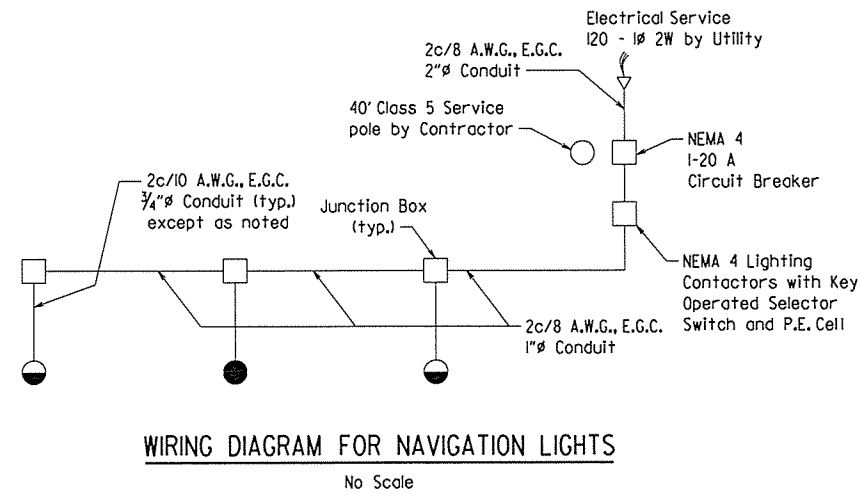 Electrical Service
120 - 1ø 2W by Utility
2c/8 A.W.G., E.G.C.
2"ø Conduit
40' Class 5 Service
pole by Contractor
NEMA 4
1-20 A
Circuit Breaker
2c/10 A.W.G., E.G.C.
¾"ø Conduit (typ.)
except as noted
Junction Box
(typ.)
NEMA 4 Lighting
Contactors with Key
Operated Selector
Switch and P.E. Cell
2c/8 A.W.G., E.G.C.
1"ø Conduit
WIRING DIAGRAM FOR NAVIGATION LIGHTS
No Scale